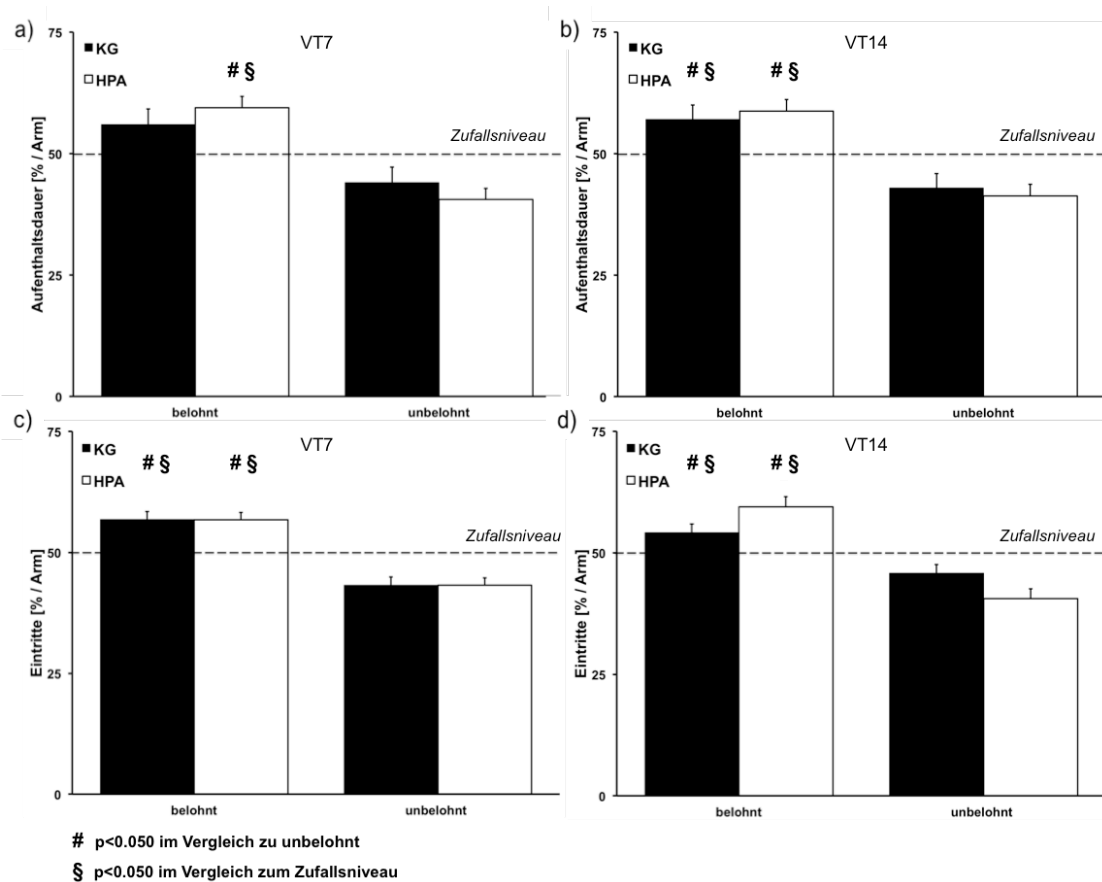 a)
VT7
KG
HPA
# §
Zufallsniveau
75
50
25
0
Aufenthaltsdauer [% / Arm]
belohnt
unbelohnt
b)
VT14
KG
HPA
# § # §
Zufallsniveau
75
50
25
0
Aufenthaltsdauer [% / Arm]
belohnt
unbelohnt
c)
VT7
KG
HPA
# § # §
Zufallsniveau
75
50
25
0
Eintritte [% / Arm]
belohnt
unbelohnt
d)
VT14
KG
HPA
# § # §
Zufallsniveau
75
50
25
0
Eintritte [% / Arm]
belohnt
unbelohnt
# p<0.050 im Vergleich zu unbelohnt
§ p<0.050 im Vergleich zum Zufallsniveau